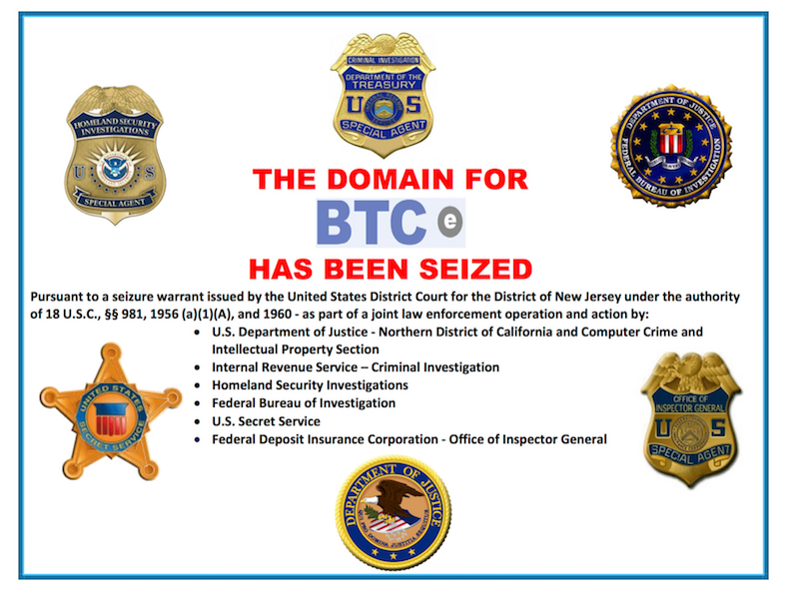 CRIMINAL INVESTIGATION
DEPARTMENT OF THE
TREASURY
U S
SPECIAL AGENT
HOMELAND SECURITY
INVESTIGATIONS
U S
SPECIAL AGENT
DEPARTMENT OF JUSTICE
FEDERAL BUREAU OF INVESTIGATION
THE DOMAIN FOR
BTC e
HAS BEEN SEIZED
Pursuant to a seizure warrant issued by the United States District Court for the District of New Jersey under the authority
of 18 U.S.C., §§ 981, 1956 (a)(1)(A), and 1960 - as part of a joint law enforcement operation and action by:
• U.S. Department of Justice - Northern District of California and Computer Crime and
Intellectual Property Section
• Internal Revenue Service – Criminal Investigation
• Homeland Security Investigations
• Federal Bureau of Investigation
• U.S. Secret Service
• Federal Deposit Insurance Corporation - Office of Inspector General
UNITED STATES
SECRET SERVICE
OFFICE OF
INSPECTOR GENERAL
U S
SPECIAL AGENT
DEPARTMENT OF JUSTICE
QUI PRO DOMINA JUSTITIA SEQUITUR